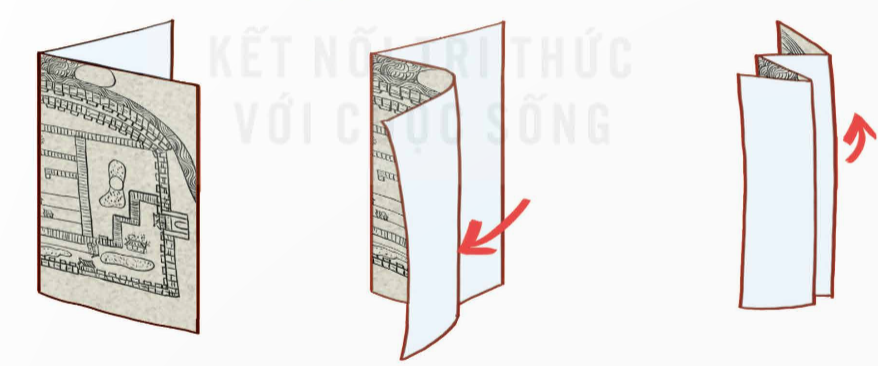 KẾT NỐI TRI THỨC
VỚI CUỘC SỐNG